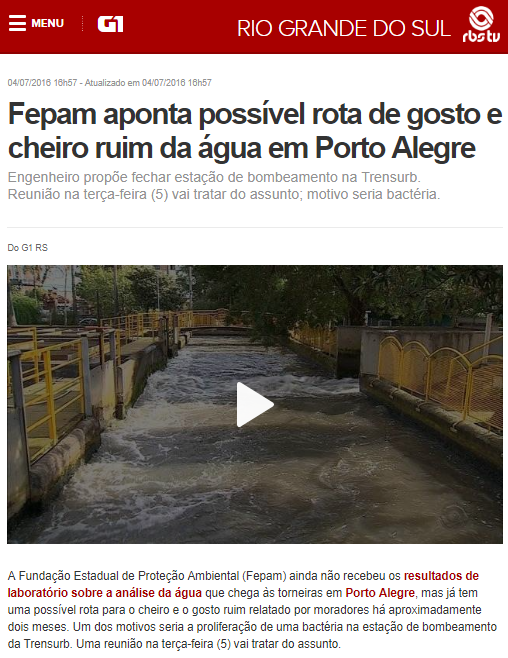 MENU G1 RIO GRANDE DO SUL rbstv
04/07/2016 16h57 - Atualizado em 04/07/2016 16h57
Fepam aponta possível rota de gosto e
cheiro ruim da água em Porto Alegre
Engenheiro propõe fechar estação de bombeamento na Trensurb.
Reunião na terça-feira (5) vai tratar do assunto; motivo seria bactéria.
Do G1 RS
A Fundação Estadual de Proteção Ambiental (Fepam) ainda não recebeu os resultados de
laboratório sobre a análise da água que chega às torneiras em Porto Alegre, mas já tem
uma possível rota para o cheiro e o gosto ruim relatado por moradores há aproximadamente
dois meses. Um dos motivos seria a proliferação de uma bactéria na estação de bombeamento
da Trensurb. Uma reunião na terça-feira (5) vai tratar do assunto.